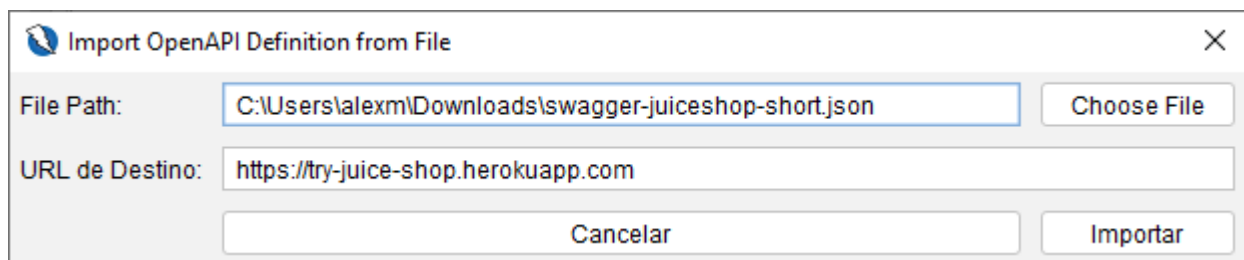 Import OpenAPI Definition from File
File Path: C:\Users\alexm\Downloads\swagger-juiceshop-short.json Choose File
URL de Destino: https://try-juice-shop.herokuapp.com
Cancelar Importar